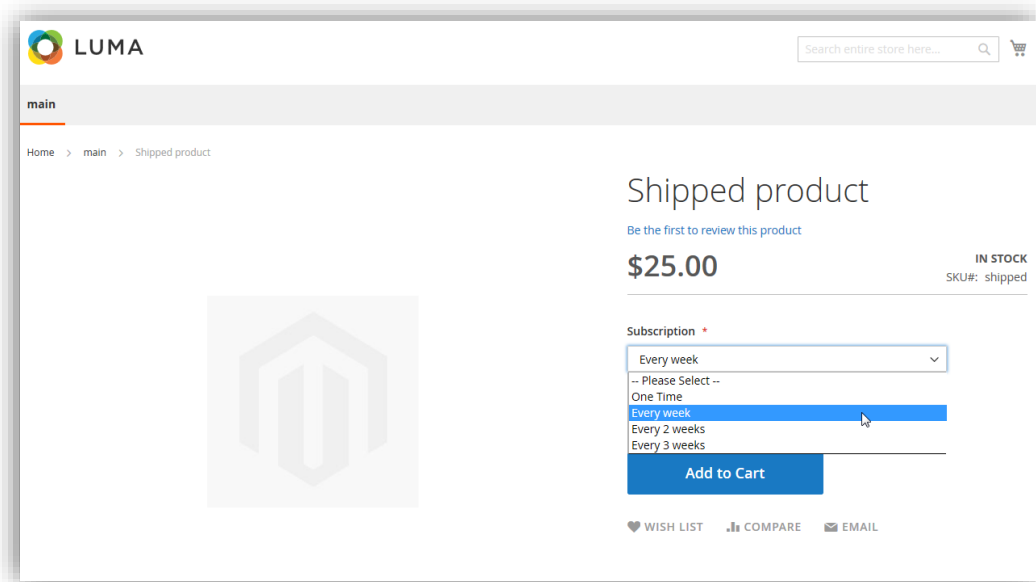 LUMA
Search entire store here...
main
Home > main > Shipped product
Shipped product
Be the first to review this product
$25.00
IN STOCK
SKU#: shipped
Subscription *
Every week
-- Please Select --
One Time
Every week
Every 2 weeks
Every 3 weeks
Add to Cart
WISH LIST COMPARE EMAIL